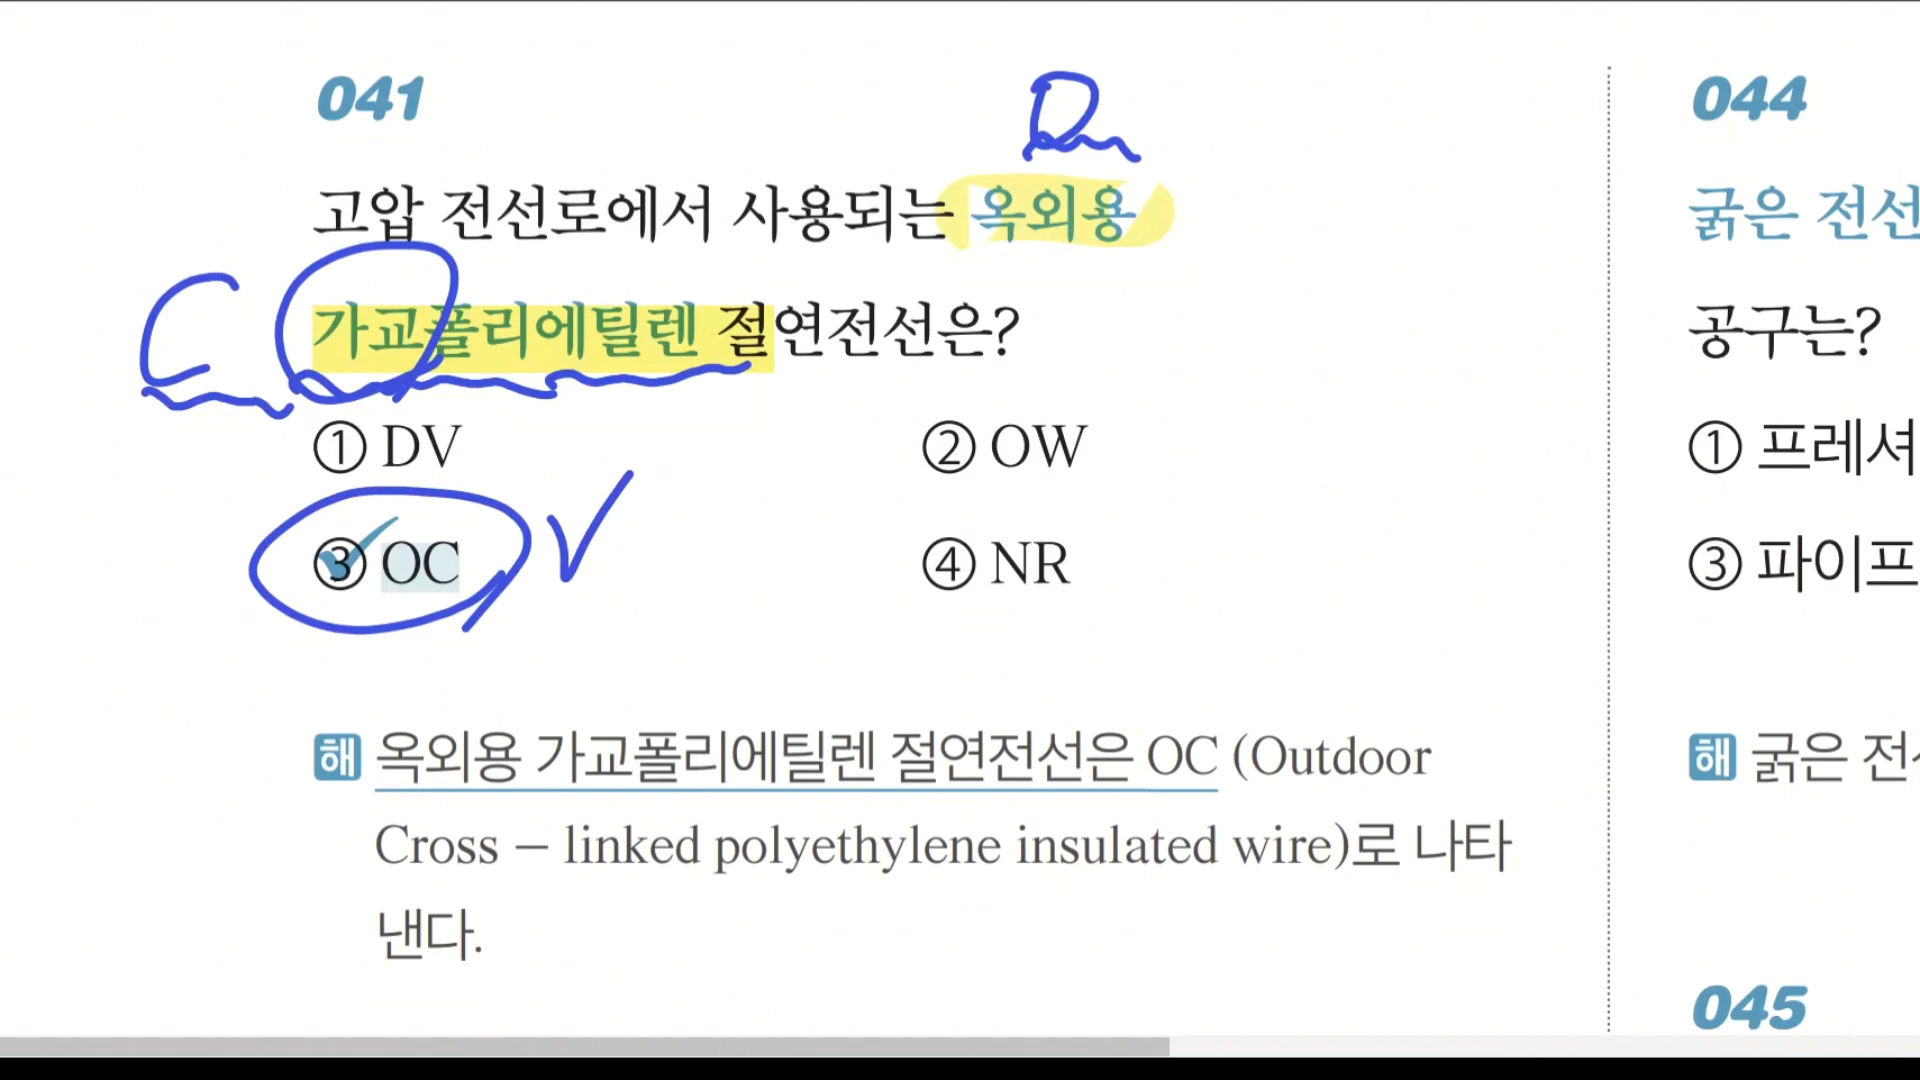 041
고압 전선로에서 사용되는 옥외용
가교폴리에틸렌 절연전선은?
C
① DV
② OW
③ OC
④ NR
해 옥외용 가교폴리에틸렌 절연전선은 OC (Outdoor
Cross – linked polyethylene insulated wire)로 나타
낸다.
044
굵은 전선
공구는?
① 프레셔
③ 파이프
해 굵은 전
045